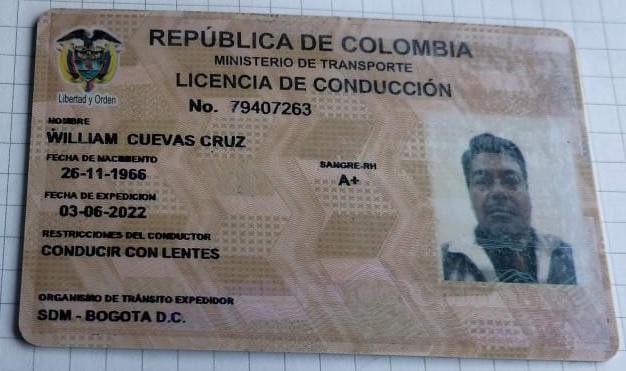 REPÚBLICA DE COLOMBIA
MINISTERIO DE TRANSPORTE
LICENCIA DE CONDUCCIÓN
Libertad y Orden
No. 79407263
NOMBRE
WILLIAM CUEVAS CRUZ
FECHA DE NACIMIENTO
26-11-1966
SANGRE-RH
A+
FECHA DE EXPEDICION
03-06-2022
RESTRICCIONES DEL CONDUCTOR
CONDUCIR CON LENTES
ORGANISMO DE TRÁNSITO EXPEDIDOR
SDM - BOGOTA D.C.